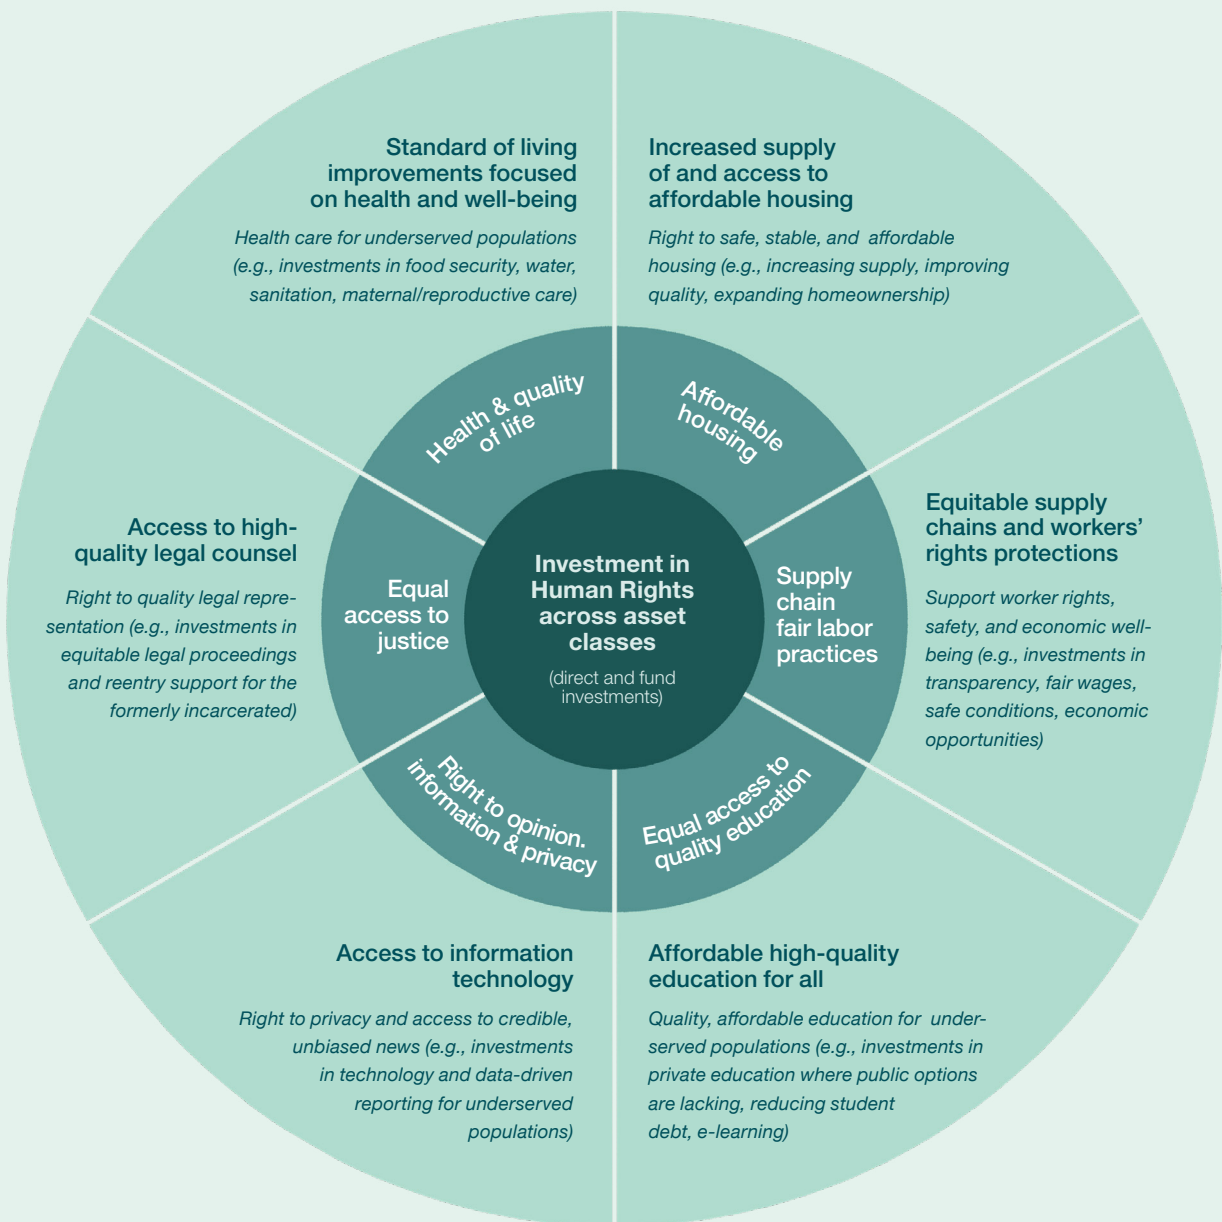 Standard of living
improvements focused
on health and well-being
Health care for underserved populations
(e.g., investments in food security, water,
sanitation, maternal/reproductive care)
Increased supply
of and access to
affordable housing
Right to safe, stable, and affordable
housing (e.g., increasing supply, improving
quality, expanding homeownership)
Health & quality
of life
Affordable
housing
Access to high-
quality legal counsel
Right to quality legal repre-
sentation (e.g., investments in
equitable legal proceedings
and reentry support for the
formerly incarcerated)
Equal
access to
justice
Investment in
Human Rights
across asset
classes
(direct and fund
investments)
Supply
chain
fair labor
practices
Equitable supply
chains and workers’
rights protections
Support worker rights,
safety, and economic well-
being (e.g., investments in
transparency, fair wages,
safe conditions, economic
opportunities)
Right to opinion.
information & privacy
Equal access to
quality education
Access to information
technology
Right to privacy and access to credible,
unbiased news (e.g., investments
in technology and data-driven
reporting for underserved
populations)
Affordable high-quality
education for all
Quality, affordable education for under-
served populations (e.g., investments in
private education where public options
are lacking, reducing student
debt, e-learning)